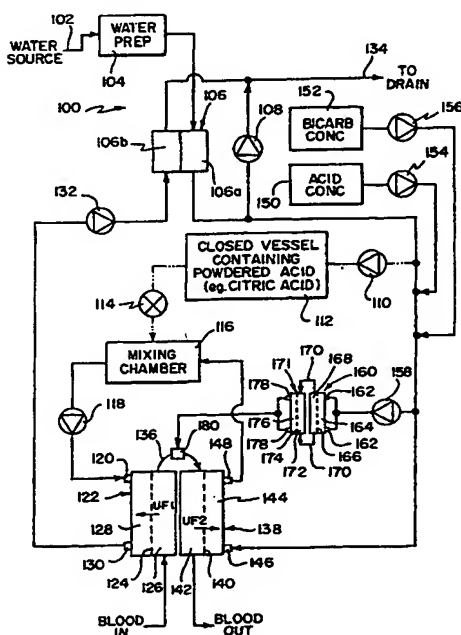 102
WATER
SOURCE
WATER
PREP
104
100
106
106b
106a
108
134
TO
DRAIN
152
BICARB
CONC
156
ACID
CONC
150
154
132
CLOSED VESSEL
CONTAINING
POWDERED ACID
(eg. CITRIC ACID)
112
110
114
116
MIXING
CHAMBER
118
170
171
168
160
178
162
176
164
158
178
162
174
166
172
170
136
180
148
120
122
144
UF1
UF2
128
138
130
124
126
142
140
146
BLOOD
IN
BLOOD
OUT